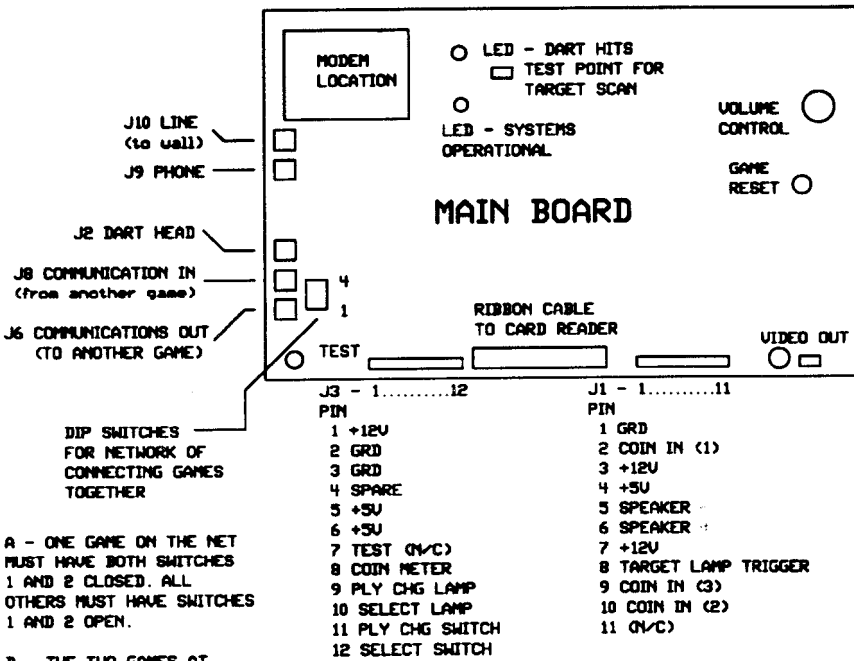 MODEM
LOCATION
LED - DART HITS
TEST POINT FOR
TARGET SCAN
LED - SYSTEMS
OPERATIONAL
VOLUME
CONTROL
GAME
RESET
MAIN BOARD
J10 LINE
(to wall)
J9 PHONE
J2 DART HEAD
J8 COMMUNICATION IN
(from another game)
J6 COMMUNICATIONS OUT
(TO ANOTHER GAME)
4
1
RIBBON CABLE
TO CARD READER
VIDEO OUT
TEST
DIP SWITCHES
FOR NETWORK OF
CONNECTING GAMES
TOGETHER
A - ONE GAME ON THE NET
MUST HAVE BOTH SWITCHES
1 AND 2 CLOSED. ALL
OTHERS MUST HAVE SWITCHES
1 AND 2 OPEN.
B - THE TWO GAMES AT
J3 - 1..........12
PIN
1 +12V
2 GRD
3 GRD
4 SPARE
5 +5V
6 +5V
7 TEST (N/C)
8 COIN METER
9 PLY CHG LAMP
10 SELECT LAMP
11 PLY CHG SWITCH
12 SELECT SWITCH
J1 - 1..........11
PIN
1 GRD
2 COIN IN (1)
3 +12V
4 +5V
5 SPEAKER
6 SPEAKER
7 +12V
8 TARGET LAMP TRIGGER
9 COIN IN (3)
10 COIN IN (2)
11 (N/C)